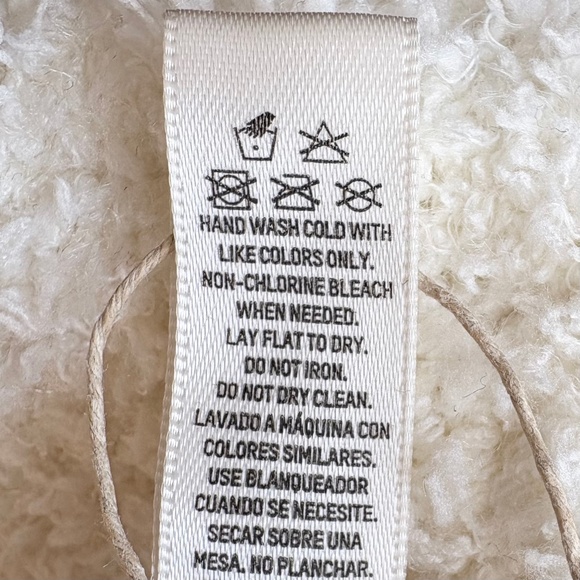 HAND WASH COLD WITH
LIKE COLORS ONLY.
NON-CHLORINE BLEACH
WHEN NEEDED.
LAY FLAT TO DRY.
DO NOT IRON.
DO NOT DRY CLEAN.
LAVADO A MÁQUINA CON
COLORES SIMILARES.
USE BLANQUEADOR
CUANDO SE NECESITE.
SECAR SOBRE UNA
MESA. NO PLANCHAR.